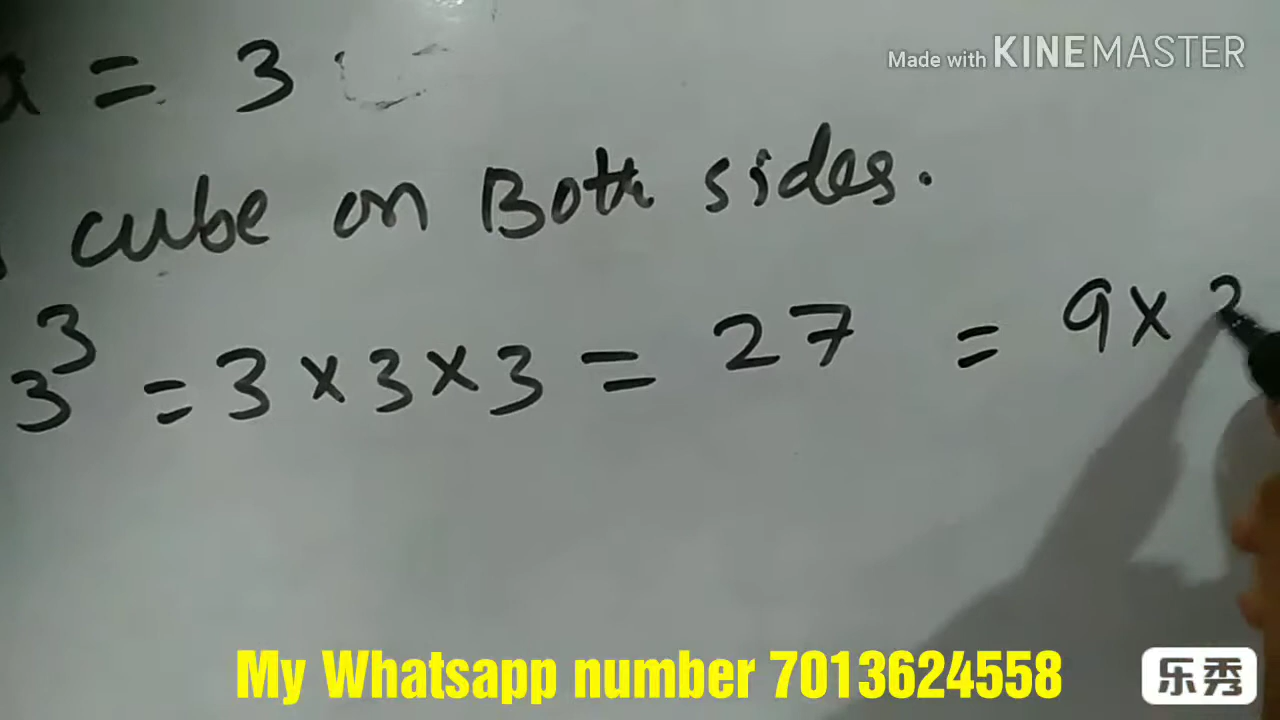 Made with KINEMASTER
a = 3
cube on Both sides.
3³ = 3 × 3 × 3 = 27 = 9 × 3
My Whatsapp number 7013624558
乐秀